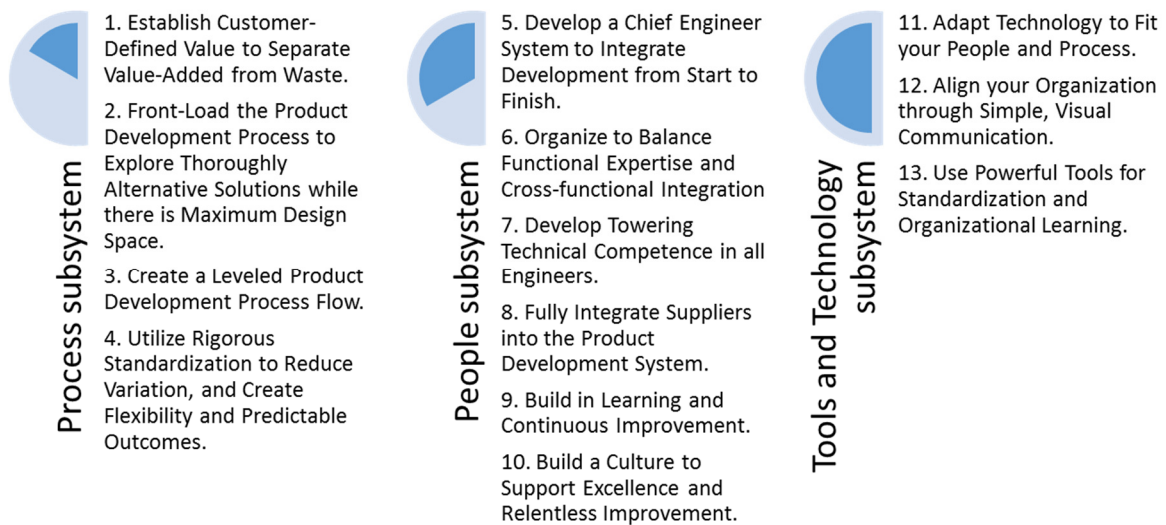 Process subsystem
1. Establish Customer-
Defined Value to Separate
Value-Added from Waste.
2. Front-Load the Product
Development Process to
Explore Thoroughly
Alternative Solutions while
there is Maximum Design
Space.
3. Create a Leveled Product
Development Process Flow.
4. Utilize Rigorous
Standardization to Reduce
Variation, and Create
Flexibility and Predictable
Outcomes.
People subsystem
5. Develop a Chief Engineer
System to Integrate
Development from Start to
Finish.
6. Organize to Balance
Functional Expertise and
Cross-functional Integration
7. Develop Towering
Technical Competence in all
Engineers.
8. Fully Integrate Suppliers
into the Product
Development System.
9. Build in Learning and
Continuous Improvement.
10. Build a Culture to
Support Excellence and
Relentless Improvement.
Tools and Technology
subsystem
11. Adapt Technology to Fit
your People and Process.
12. Align your Organization
through Simple, Visual
Communication.
13. Use Powerful Tools for
Standardization and
Organizational Learning.